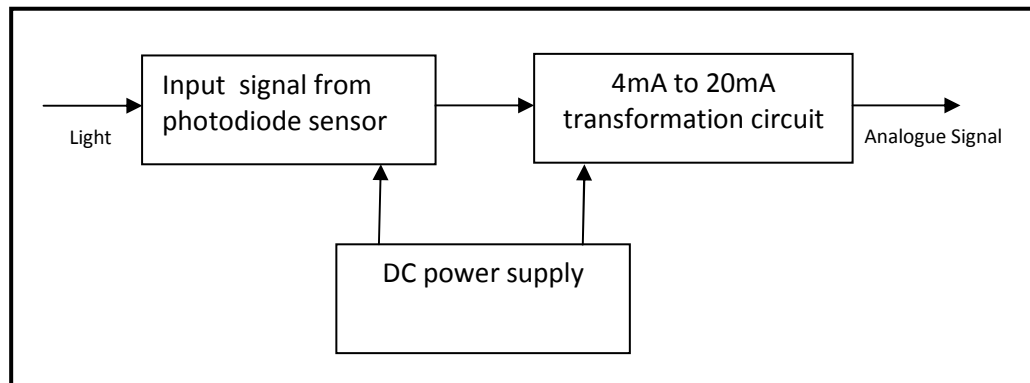 Input  signal from
photodiode sensor
4mA to 20mA
transformation circuit
Light
Analogue Signal
DC power supply